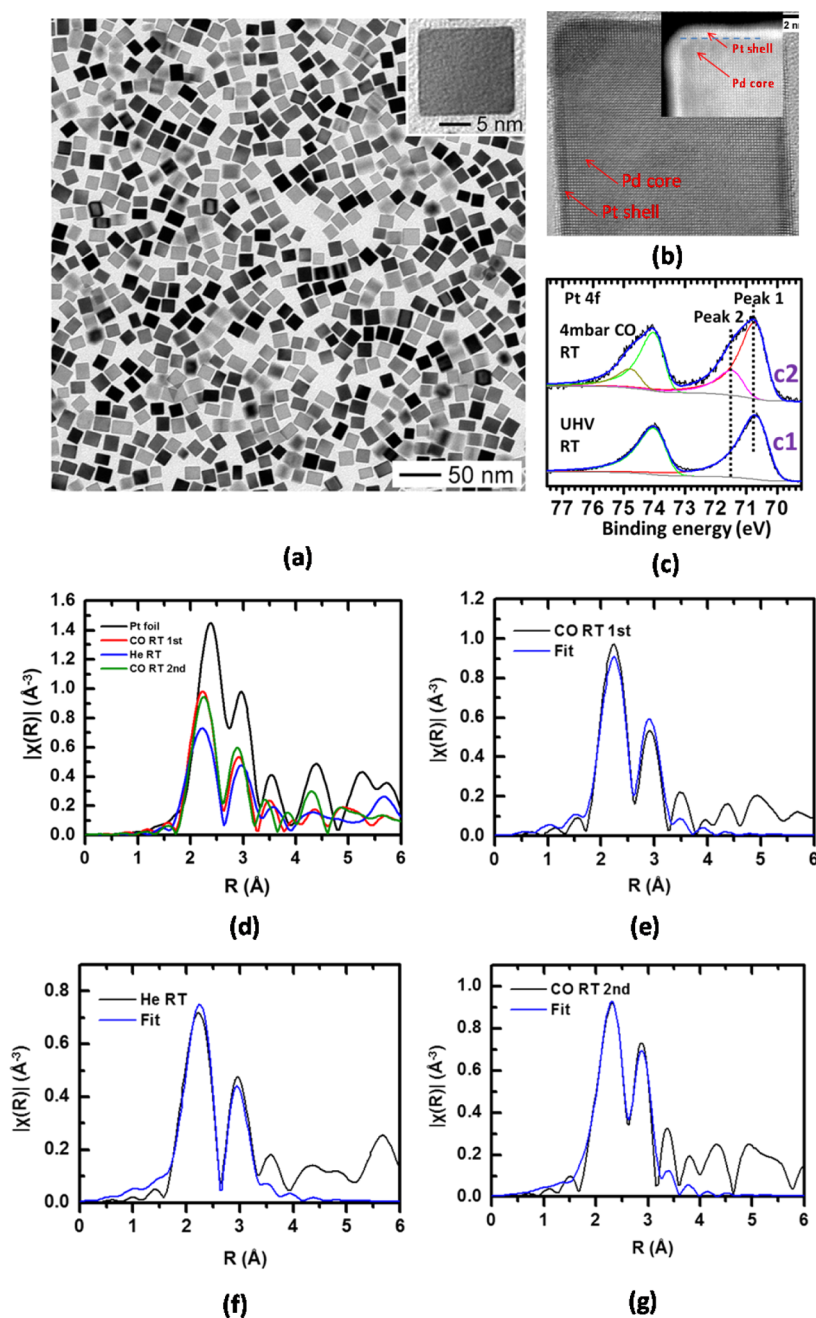 5 nm
50 nm
(a)
2 n
Pt shell
Pd core
Pd core
Pt shell
(b)
Pt 4f
Peak 1
Peak 2
4mbar CO
RT
c2
UHV
RT
c1
77 76 75 74 73 72 71 70
Binding energy (eV)
(c)
1.6
1.4
1.2
1.0
0.8
0.6
0.4
0.2
0.0
|χ(R)| (Å⁻³)
Pt foil
CO RT 1st
He RT
CO RT 2nd
0 1 2 3 4 5 6
R (Å)
(d)
1.0
0.8
0.6
0.4
0.2
0.0
|χ(R)| (Å⁻³)
CO RT 1st
Fit
0 1 2 3 4 5 6
R (Å)
(e)
0.8
0.6
0.4
0.2
0.0
|χ(R)| (Å⁻³)
He RT
Fit
0 1 2 3 4 5 6
R (Å)
(f)
1.0
0.8
0.6
0.4
0.2
0.0
|χ(R)| (Å⁻³)
CO RT 2nd
Fit
0 1 2 3 4 5 6
R (Å)
(g)